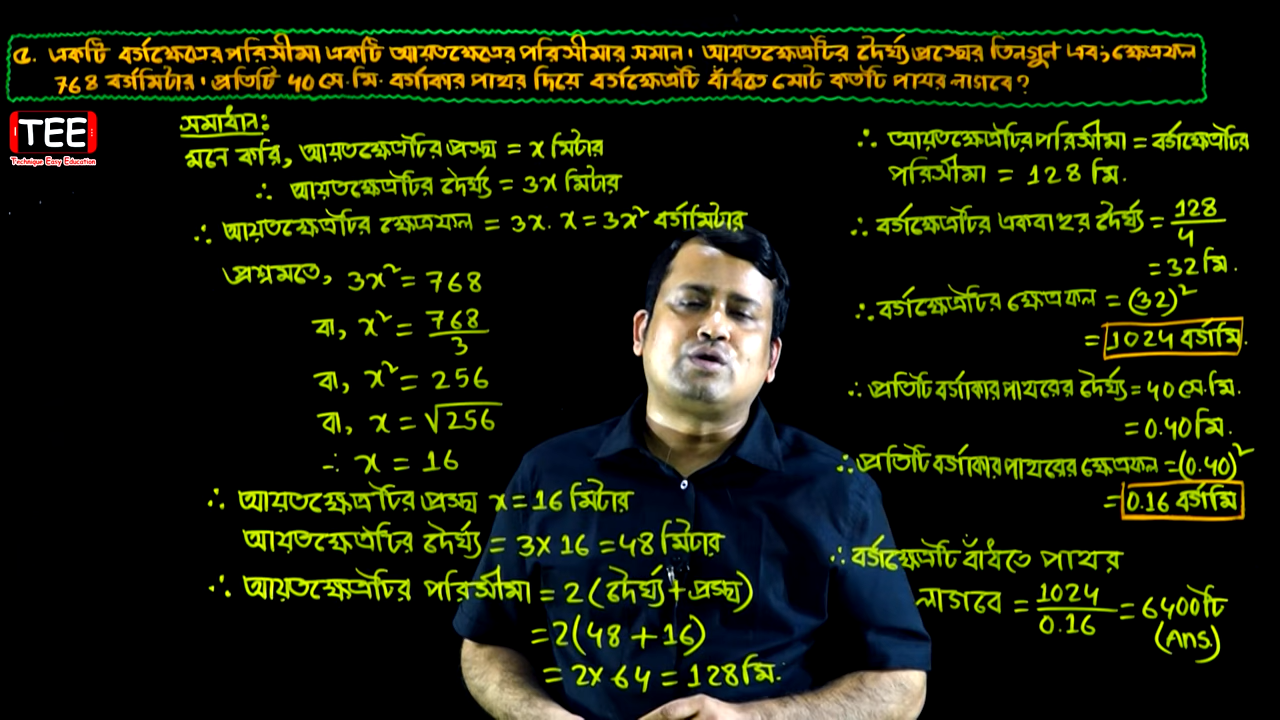 ৫. একটি বর্গক্ষেত্রের পরিসীমা একটি আয়তক্ষেত্রের পরিসীমার সমান। আয়তক্ষেত্রটির দৈর্ঘ্য প্রস্থের তিনগুন এবং ক্ষেত্রফল
768 বর্গমিটার। প্রতিটি 40 সে.মি. বর্গাকার পাথর দিয়ে বর্গক্ষেত্রটি বাঁধতে মোট কতটি পাথর লাগবে?
TEE
Technique Easy Education
সমাধান:
মনে করি, আয়তক্ষেত্রটির প্রস্থ = x মিটার
∴ আয়তক্ষেত্রটির দৈর্ঘ্য = 3x মিটার
∴ আয়তক্ষেত্রটির ক্ষেত্রফল = 3x. x = 3x² বর্গমিটার
প্রশ্নমতে, 3x² = 768
বা, x² = 768/3
বা, x² = 256
বা, x = √256
∴ x = 16
∴ আয়তক্ষেত্রটির প্রস্থ x = 16 মিটার
আয়তক্ষেত্রটির দৈর্ঘ্য = 3 x 16 = 48 মিটার
∴ আয়তক্ষেত্রটির পরিসীমা = 2 (দৈর্ঘ্য + প্রস্থ)
= 2(48 + 16)
= 2 x 64 = 128 মি.
∴ আয়তক্ষেত্রটির পরিসীমা = বর্গক্ষেত্রটির
পরিসীমা = 128 মি.
∴ বর্গক্ষেত্রটির একবাহুর দৈর্ঘ্য = 128/4
= 32 মি.
∴ বর্গক্ষেত্রটির ক্ষেত্রফল = (32)²
= 1024 বর্গমি.
∴ প্রতিটি বর্গাকার পাথরের দৈর্ঘ্য = 40 সে.মি.
= 0.40 মি.
∴ প্রতিটি বর্গাকার পাথরের ক্ষেত্রফল = (0.40)²
= 0.16 বর্গমি
∴ বর্গক্ষেত্রটি বাঁধতে পাথর
লাগবে = 1024/0.16 = 6400টি
(Ans.)